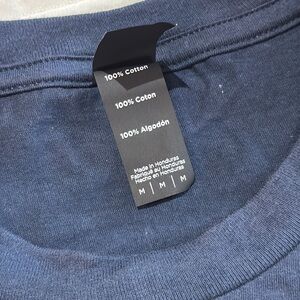 100% Cotton
100% Coton
100% Algodón
Made in Honduras
Fabriqué au Honduras
Hecho en Honduras
M | M | M